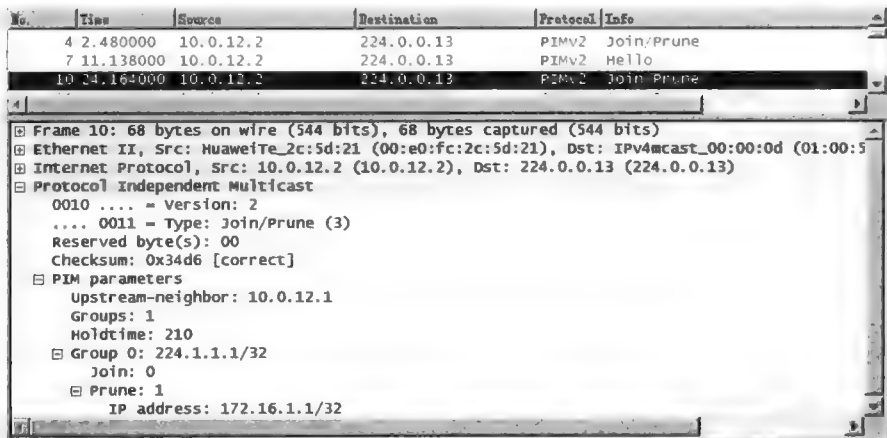 No. Time Source Destination Protocol Info
4 2.480000 10.0.12.2 224.0.0.13 PIMv2 Join/Prune
7 11.138000 10.0.12.2 224.0.0.13 PIMv2 Hello
10 24.164000 10.0.12.2 224.0.0.13 PIMv2 Join Prune
Frame 10: 68 bytes on wire (544 bits), 68 bytes captured (544 bits)
Ethernet II, Src: HuaweiTe_2c:5d:21 (00:e0:fc:2c:5d:21), Dst: IPv4mcast_00:00:0d (01:00:5
Internet Protocol, Src: 10.0.12.2 (10.0.12.2), Dst: 224.0.0.13 (224.0.0.13)
Protocol Independent Multicast
0010 .... = Version: 2
.... 0011 = Type: Join/Prune (3)
Reserved byte(s): 00
Checksum: 0x34d6 [correct]
PIM parameters
Upstream-neighbor: 10.0.12.1
Groups: 1
Holdtime: 210
Group 0: 224.1.1.1/32
Join: 0
Prune: 1
IP address: 172.16.1.1/32